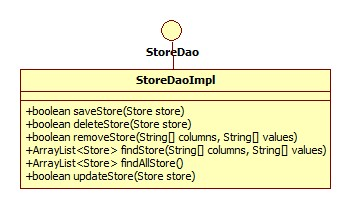 StoreDao
StoreDaoImpl
+boolean saveStore(Store store)
+boolean deleteStore(Store store)
+boolean removeStore(String[] columns, String[] values)
+ArrayList<Store> findStore(String[] columns, String[] values)
+ArrayList<Store> findAllStore()
+boolean updateStore(Store store)